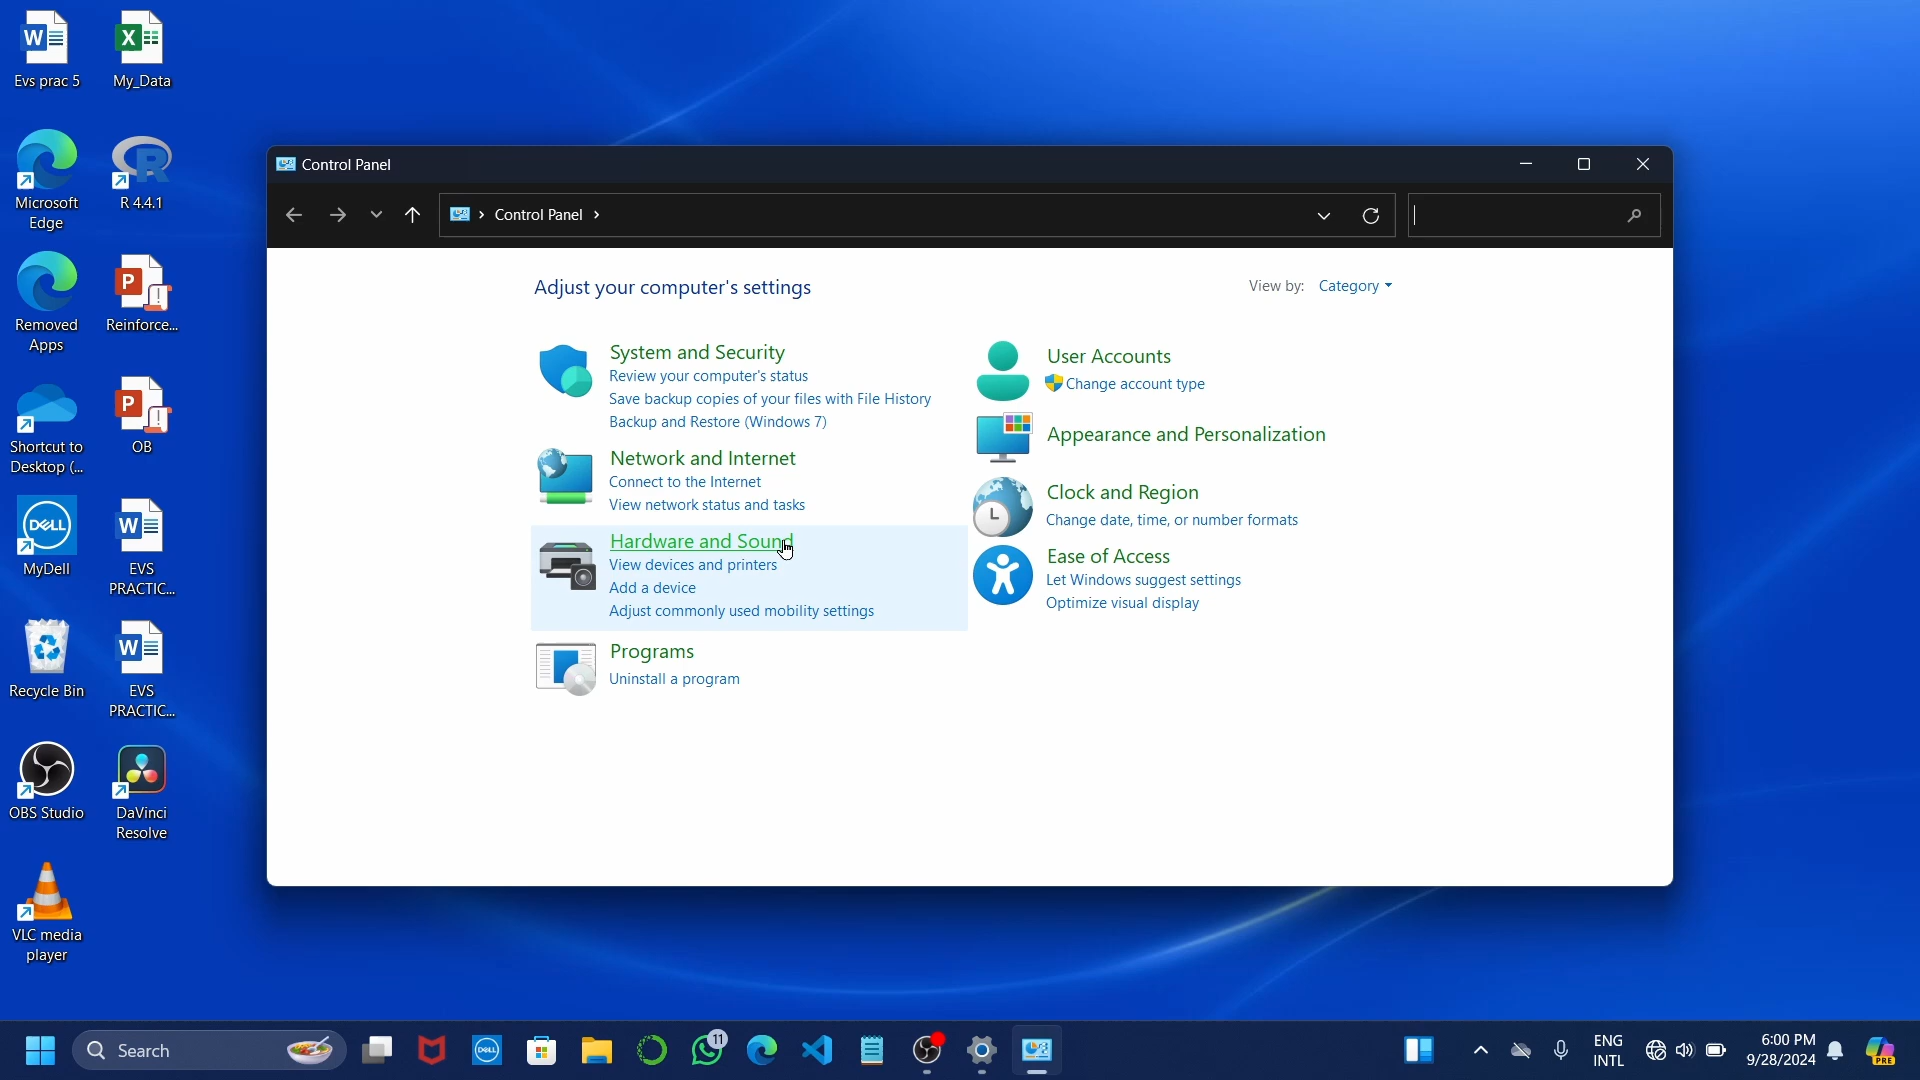 Evs prac 5
My_Data
Microsoft
Edge
R 4.4.1
Removed
Apps
Reinforce...
Shortcut to
Desktop (...
OB
DELL
MyDell
EVS
PRACTIC...
Recycle Bin
EVS
PRACTIC...
OBS Studio
DaVinci
Resolve
VLC media
player
Control Panel
Control Panel
Adjust your computer's settings
View by: Category
System and Security
Review your computer's status
Save backup copies of your files with File History
Backup and Restore (Windows 7)
Network and Internet
Connect to the Internet
View network status and tasks
Hardware and Sound
View devices and printers
Add a device
Adjust commonly used mobility settings
Programs
Uninstall a program
User Accounts
Change account type
Appearance and Personalization
Clock and Region
Change date, time, or number formats
Ease of Access
Let Windows suggest settings
Optimize visual display
Search
DELL
11
ENG
INTL
6:00 PM
9/28/2024
PRE